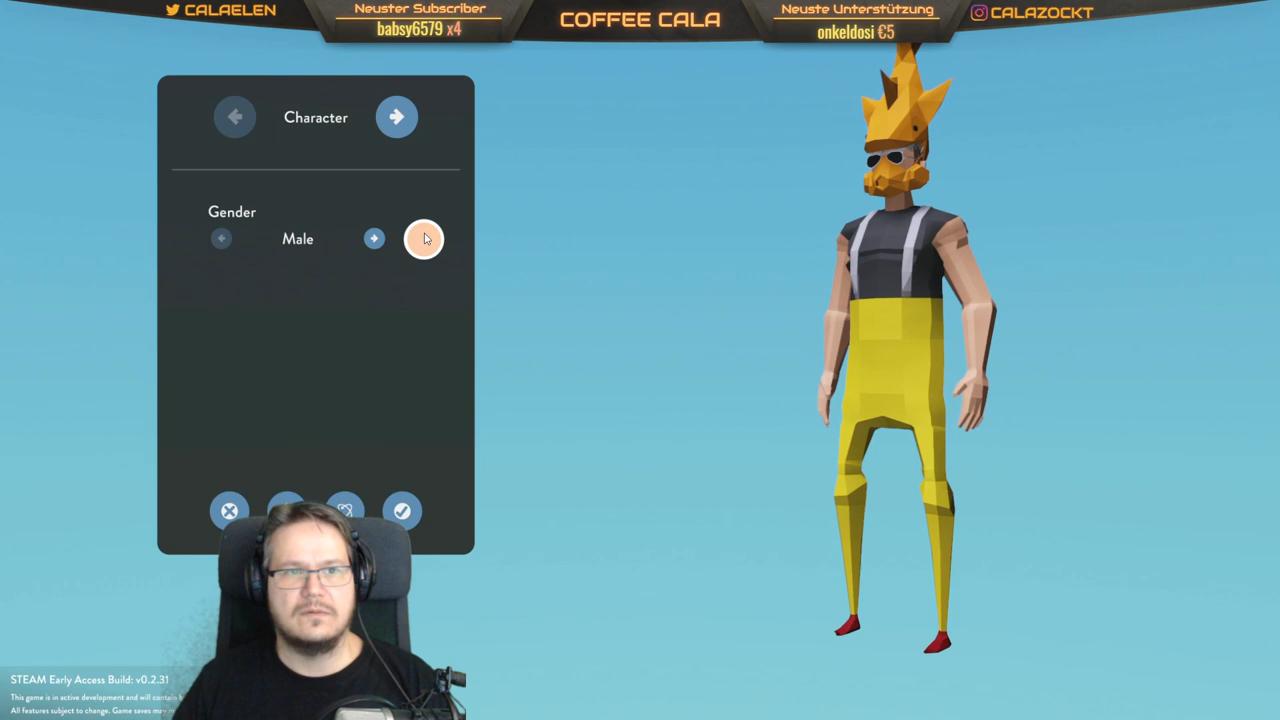 CALAELEN
Neuster Subscriber
babsy6579 x4
COFFEE CALA
Neuste Unterstützung
onkeldosi €5
CALAZOCKT
Character
Gender
Male
STEAM Early Access Build: v0.2.31
This game is in active development and will contain
All features subject to change. Game saves may